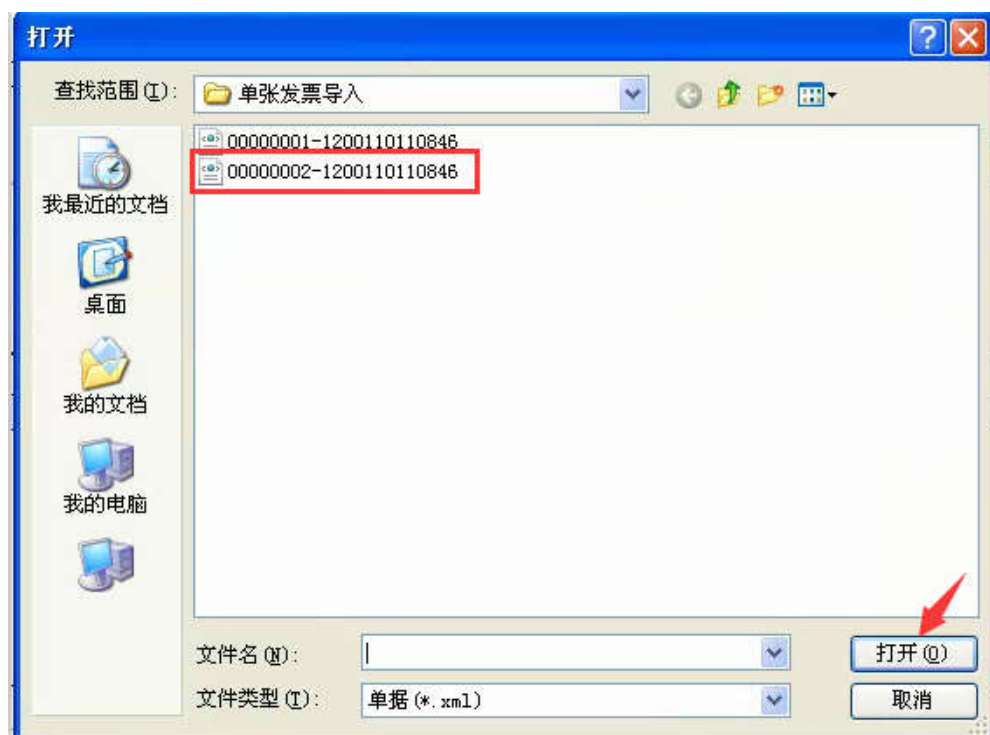 打开
查找范围(I):
单张发票导入
00000001-1200110110846
00000002-1200110110846
我最近的文档
桌面
我的文档
我的电脑
文件名(N):
打开(O)
文件类型(T):
单据(*.xml)
取消